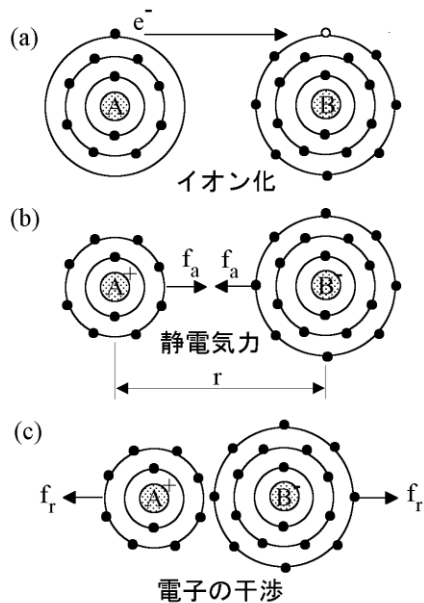 (a) e⁻
A B
イオン化
(b)
A⁺ fₐ fₐ B⁻
静電気力
r
(c)
fᵣ A⁺ B⁻ fᵣ
電子の干渉